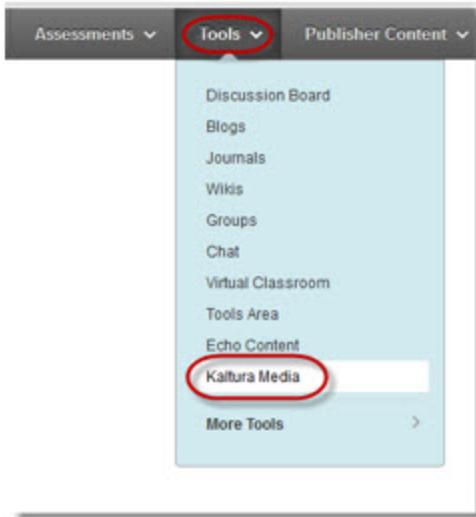 Assessments Tools Publisher Content
Discussion Board
Blogs
Journals
Wikis
Groups
Chat
Virtual Classroom
Tools Area
Echo Content
Kaltura Media
More Tools